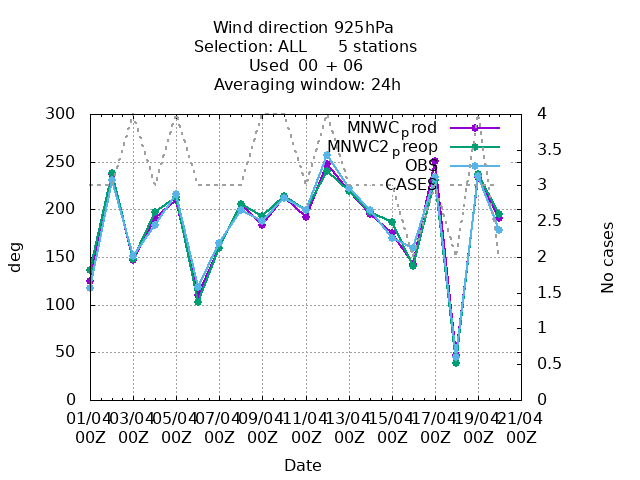 Wind direction 925hPa
Selection: ALL 5 stations
Used 00 + 06
Averaging window: 24h
300
250
200
150
100
50
0
deg
4
3.5
3
2.5
2
1.5
1
0.5
0
No cases
MNWCprod
MNWC2preop
OBS
CASES
01/04 03/04 05/04 07/04 09/04 11/04 13/04 15/04 17/04 19/04 21/04
00Z 00Z 00Z 00Z 00Z 00Z 00Z 00Z 00Z 00Z 00Z
Date